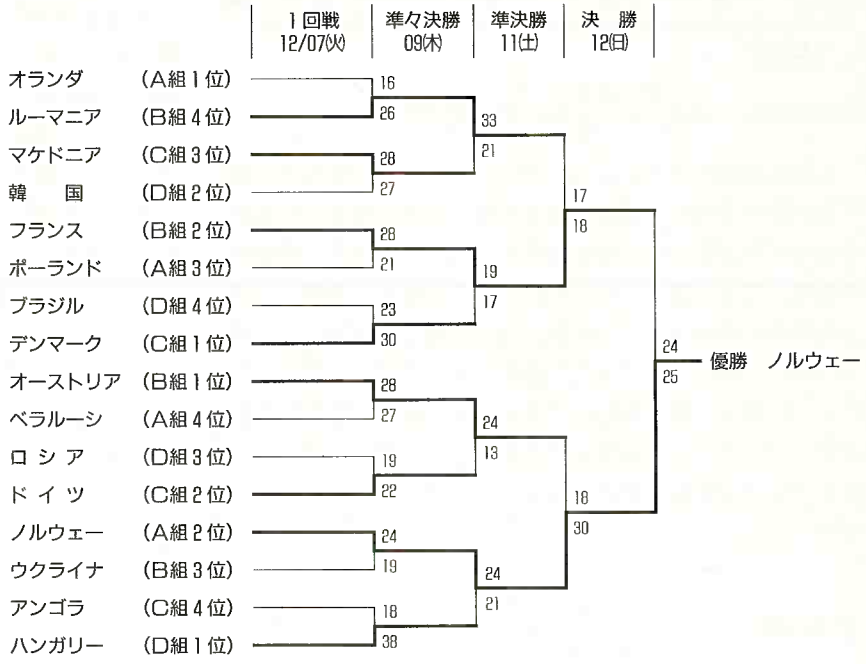 1回戦 準々決勝 準決勝 決 勝
12/07㈫ 09㈭ 11㈯ 12㈰
オランダ (A組1位) 16
ルーマニア (B組4位) 26
33
マケドニア (C組3位) 28
21
韓 国 (D組2位) 27
17
フランス (B組2位) 28
18
ポーランド (A組3位) 21
19
ブラジル (D組4位) 23
17
デンマーク (C組1位) 30
24
優勝 ノルウェー
オーストリア (B組1位) 28
25
ベラルーシ (A組4位) 27
24
ロ シ ア (D組3位) 19
13
ド イ ツ (C組2位) 22
18
ノルウェー (A組2位) 24
30
ウクライナ (B組3位) 19
24
アンゴラ (C組4位) 18
21
ハンガリー (D組1位) 38